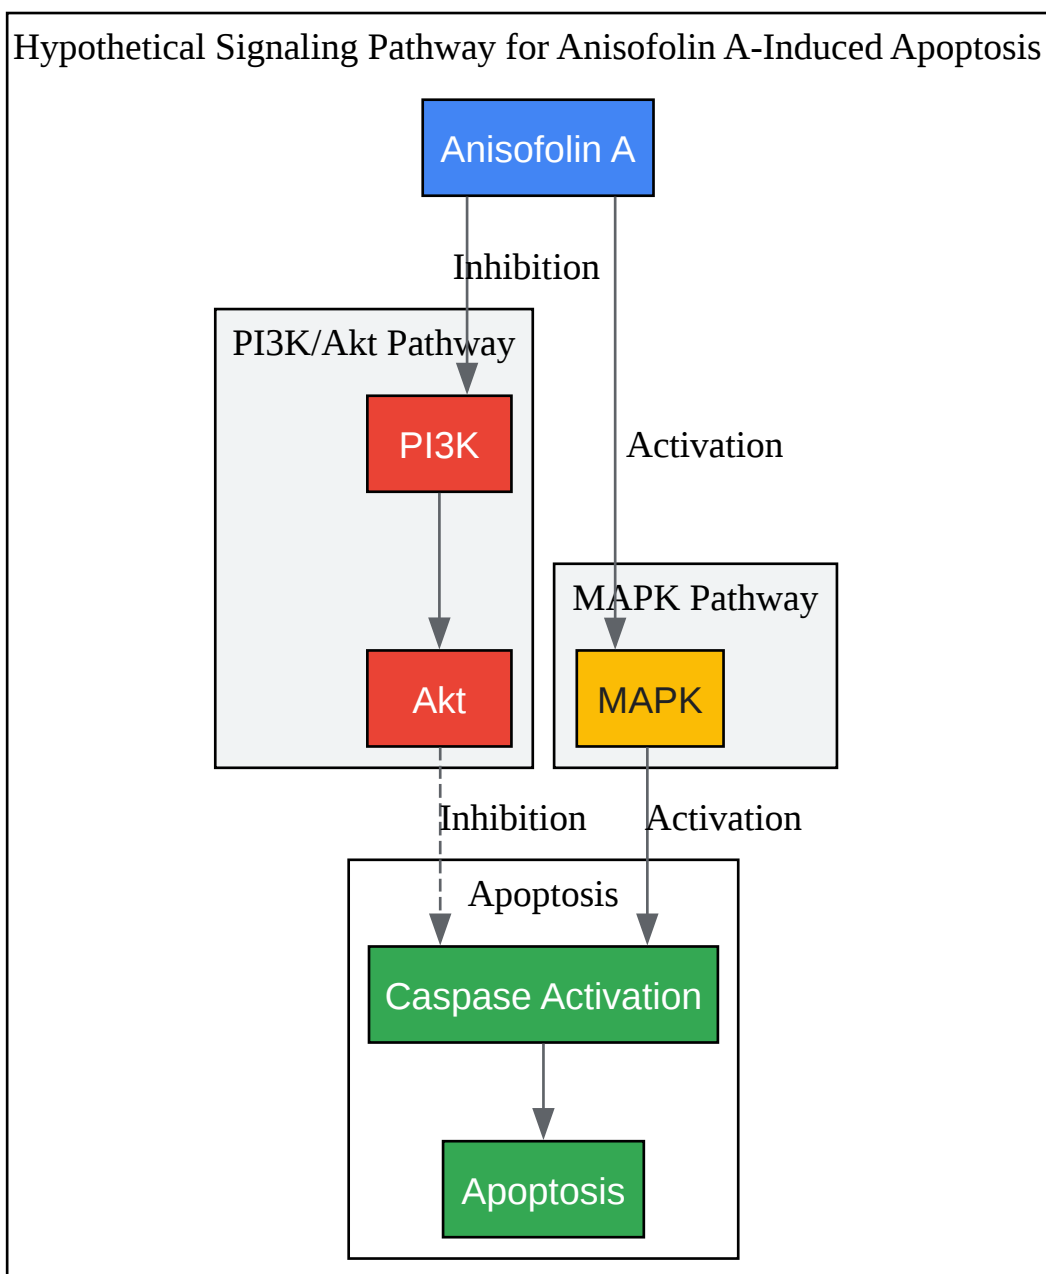 Hypothetical Signaling Pathway for Anisofolin A-Induced Apoptosis
Anisofolin A
Inhibition
PI3K/Akt Pathway
PI3K
Activation
MAPK Pathway
Akt
MAPK
Inhibition
Activation
Apoptosis
Caspase Activation
Apoptosis